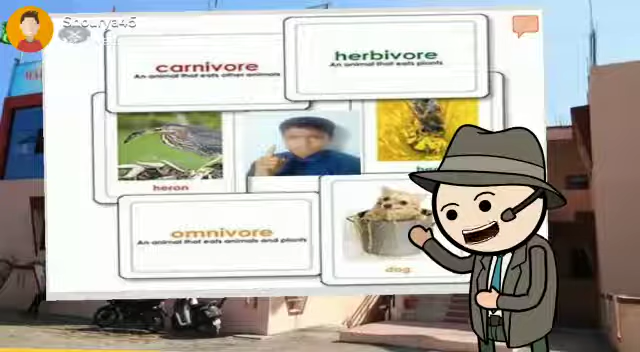 Shourya45
carnivore
An animal that eats other animals
herbivore
An animal that eats plants
heron
omnivore
An animal that eats animals and plants
dog